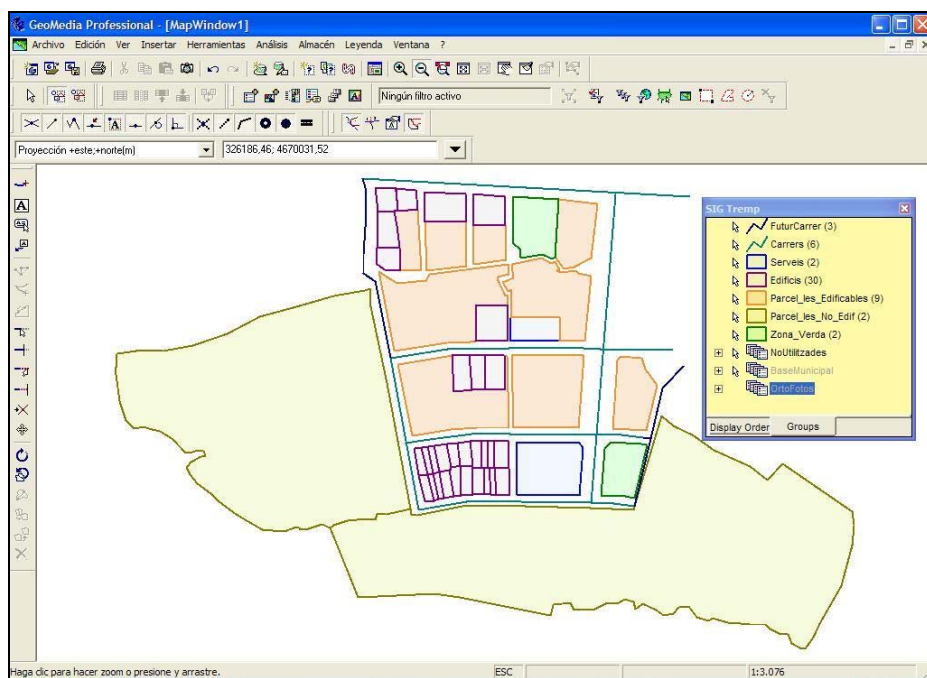 GeoMedia Professional - [MapWindow1]
Archivo Edición Ver Insertar Herramientas Análisis Almacén Leyenda Ventana ?
Ningún filtro activo
Proyección +este;+norte(m) 326186,46; 4670031,52
SIG Tremp
FuturCarrer (3)
Carrers (6)
Serveis (2)
Edificis (30)
Parcel_les_Edificables (9)
Parcel_les_No_Edif (2)
Zona_Verda (2)
NoUtilitzades
BaseMunicipal
OrtoFotos
Display Order Groups
Haga clic para hacer zoom o presione y arrastre. ESC 1:3.076